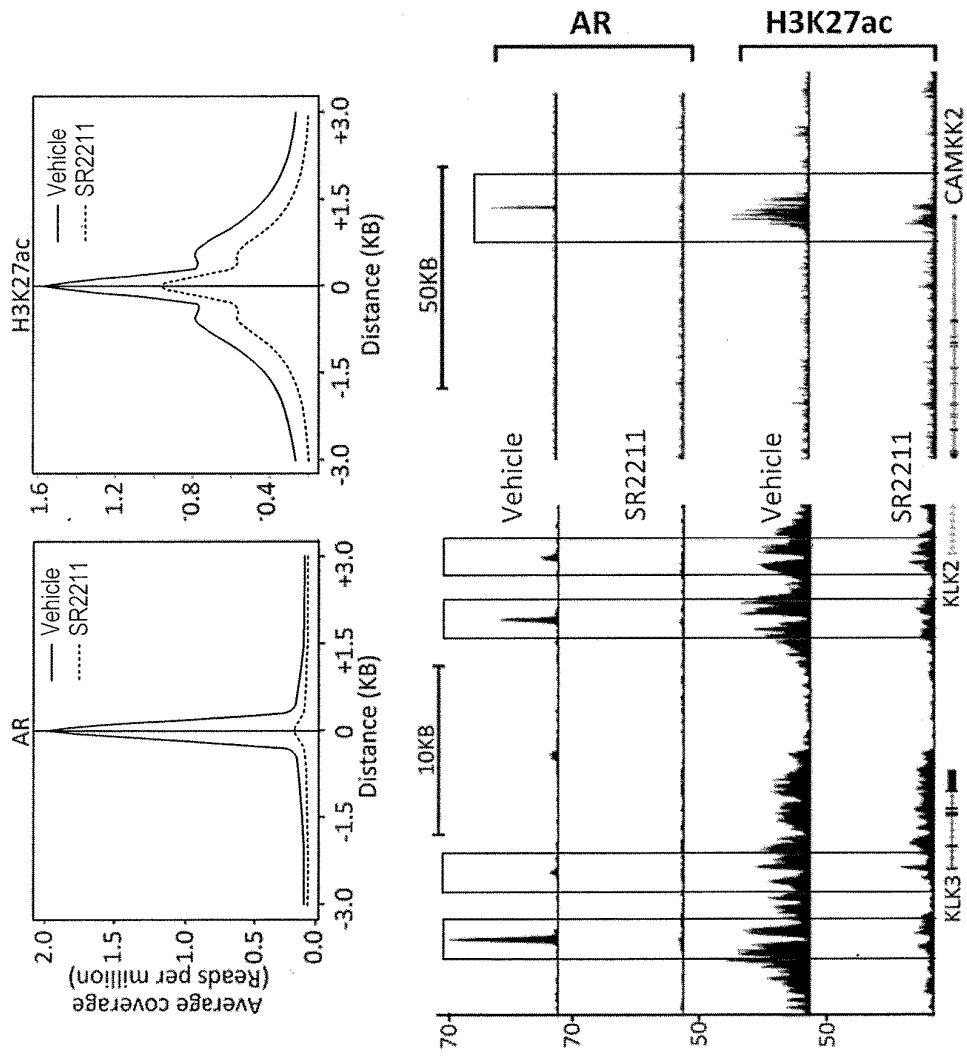 AR
Vehicle
SR2211
2.0
1.5
1.0
0.5
0.0
Average coverage
(Reads per million)
-3.0
-1.5
0
+1.5
+3.0
Distance (KB)
H3K27ac
Vehicle
SR2211
1.6
1.2
-0.8
-0.4
-3.0
-1.5
0
+1.5
+3.0
Distance (KB)
10KB
50KB
70
70
50
50
Vehicle
SR2211
Vehicle
SR2211
AR
H3K27ac
KLK3
KLK2
CAMKK2